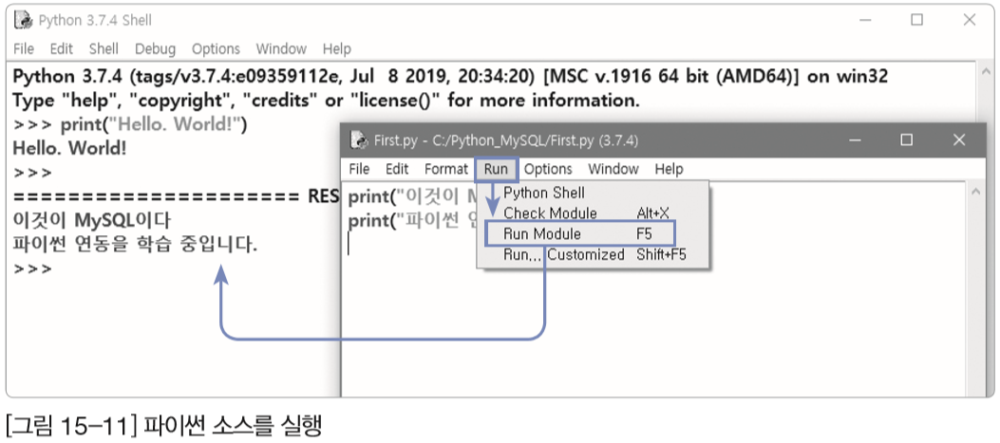 Python 3.7.4 Shell
File Edit Shell Debug Options Window Help
Python 3.7.4 (tags/v3.7.4:e09359112e, Jul 8 2019, 20:34:20) [MSC v.1916 64 bit (AMD64)] on win32
Type "help", "copyright", "credits" or "license()" for more information.
>>> print("Hello. World!")
Hello. World!
>>>
===================== RES
이것이 MySQL이다
파이썬 연동을 학습 중입니다.
>>>
First.py - C:/Python_MySQL/First.py (3.7.4)
File Edit Format Run Options Window Help
print("이것이 M
print("파이썬 연
Python Shell
Check Module Alt+X
Run Module F5
Run... Customized Shift+F5
[그림 15-11] 파이썬 소스를 실행